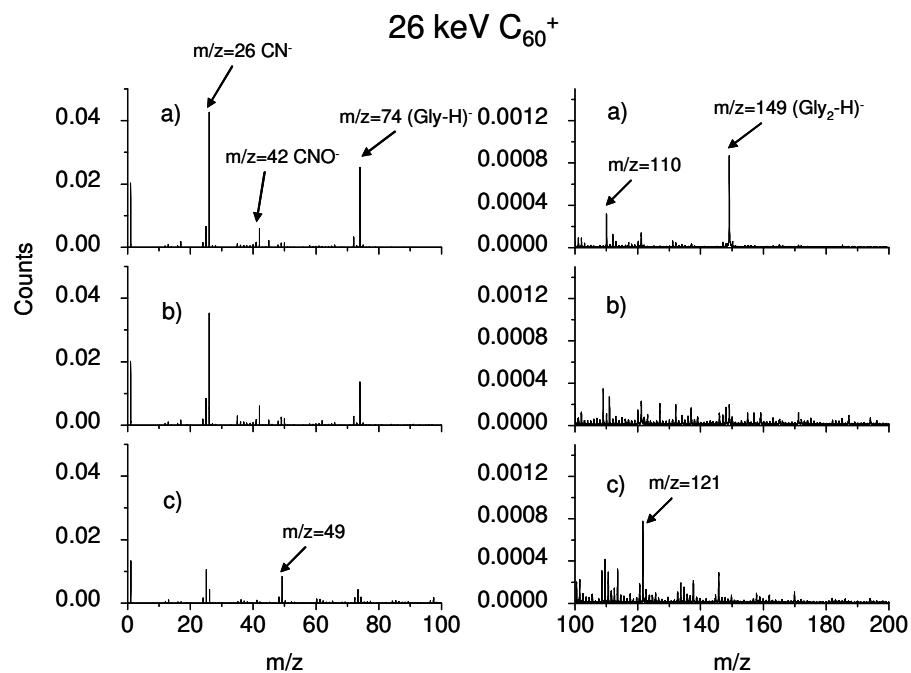 26 keV C₆₀⁺
m/z=26 CN⁻
a)
m/z=74 (Gly-H)⁻
m/z=42 CNO⁻
0.04
0.02
0.00
a)
m/z=149 (Gly₂-H)⁻
m/z=110
0.0012
0.0008
0.0004
0.0000
Counts
b)
0.04
0.02
0.00
b)
0.0012
0.0008
0.0004
0.0000
c)
m/z=49
0.04
0.02
0.00
0 20 40 60 80 100
m/z
c)
m/z=121
0.0012
0.0008
0.0004
0.0000
100 120 140 160 180 200
m/z